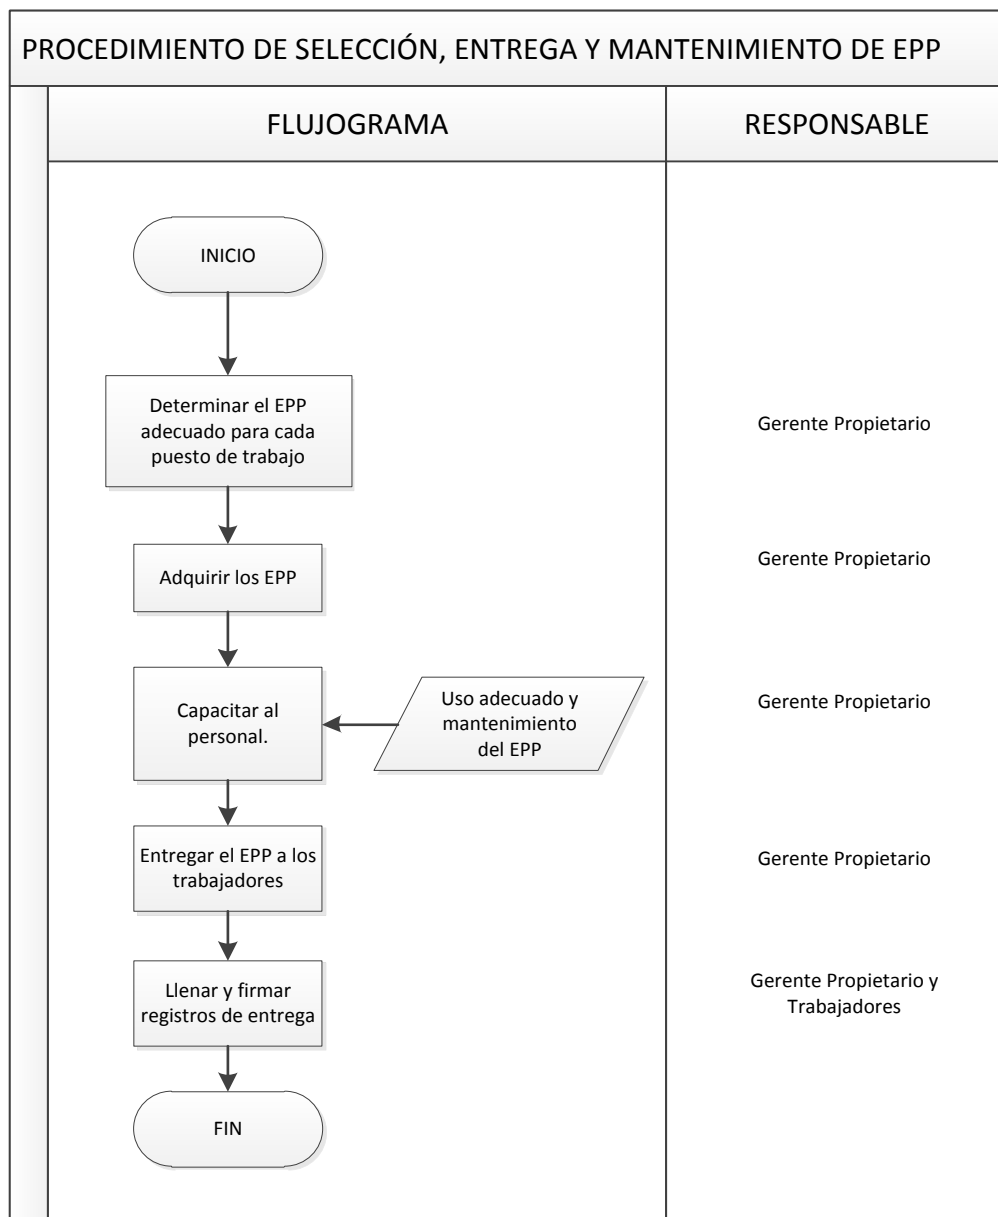 PROCEDIMIENTO DE SELECCIÓN, ENTREGA Y MANTENIMIENTO DE EPP
FLUJOGRAMA
RESPONSABLE
INICIO
Determinar el EPP
adecuado para cada
puesto de trabajo
Gerente Propietario
Adquirir los EPP
Gerente Propietario
Capacitar al
personal.
Uso adecuado y
mantenimiento
del EPP
Gerente Propietario
Entregar el EPP a los
trabajadores
Gerente Propietario
Llenar y firmar
registros de entrega
Gerente Propietario y
Trabajadores
FIN